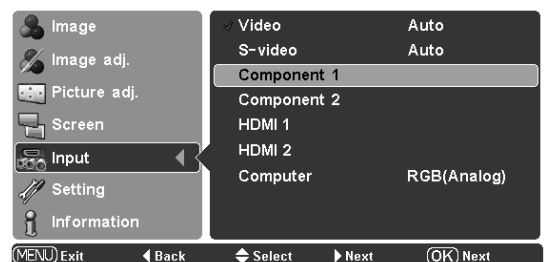 Image
Image adj.
Picture adj.
Screen
Input
Setting
Information
Video Auto
S-video Auto
Component 1
Component 2
HDMI 1
HDMI 2
Computer RGB(Analog)
MENU Exit Back Select Next OK Next